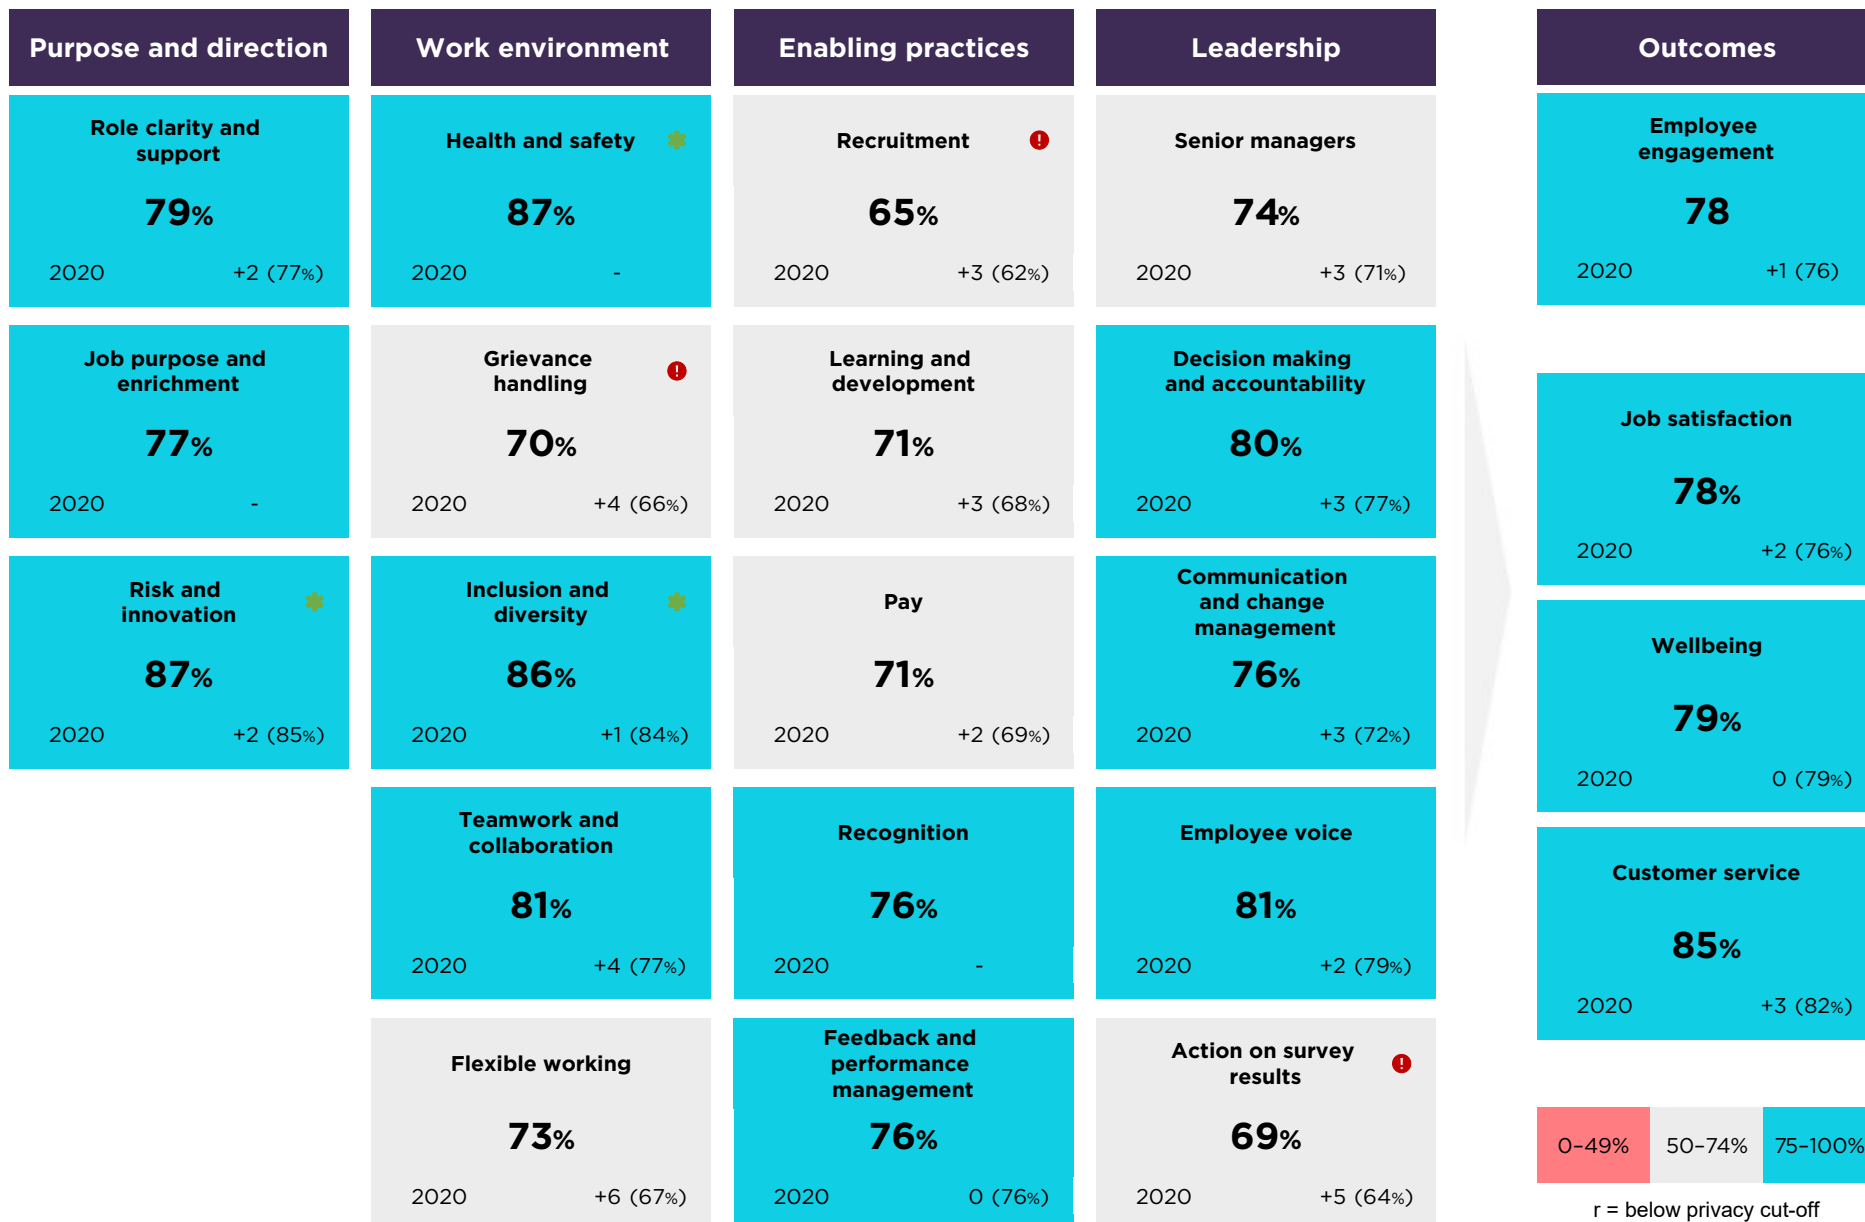 Purpose and direction
Role clarity and
support
79%
2020 +2 (77%)
Job purpose and
enrichment
77%
2020 -
Risk and
innovation
87%
2020 +2 (85%)
Work environment
Health and safety
87%
2020 -
Grievance
handling
!
70%
2020 +4 (66%)
Inclusion and
diversity
86%
2020 +1 (84%)
Teamwork and
collaboration
81%
2020 +4 (77%)
Flexible working
73%
2020 +6 (67%)
Enabling practices
Recruitment !
65%
2020 +3 (62%)
Learning and
development
71%
2020 +3 (68%)
Pay
71%
2020 +2 (69%)
Recognition
76%
2020 -
Feedback and
performance
management
76%
2020 0 (76%)
Leadership
Senior managers
74%
2020 +3 (71%)
Decision making
and accountability
80%
2020 +3 (77%)
Communication
and change
management
76%
2020 +3 (72%)
Employee voice
81%
2020 +2 (79%)
Action on survey
results
!
69%
2020 +5 (64%)
Outcomes
Employee
engagement
78
2020 +1 (76)
Job satisfaction
78%
2020 +2 (76%)
Wellbeing
79%
2020 0 (79%)
Customer service
85%
2020 +3 (82%)
0–49% 50–74% 75–100%
r = below privacy cut-off